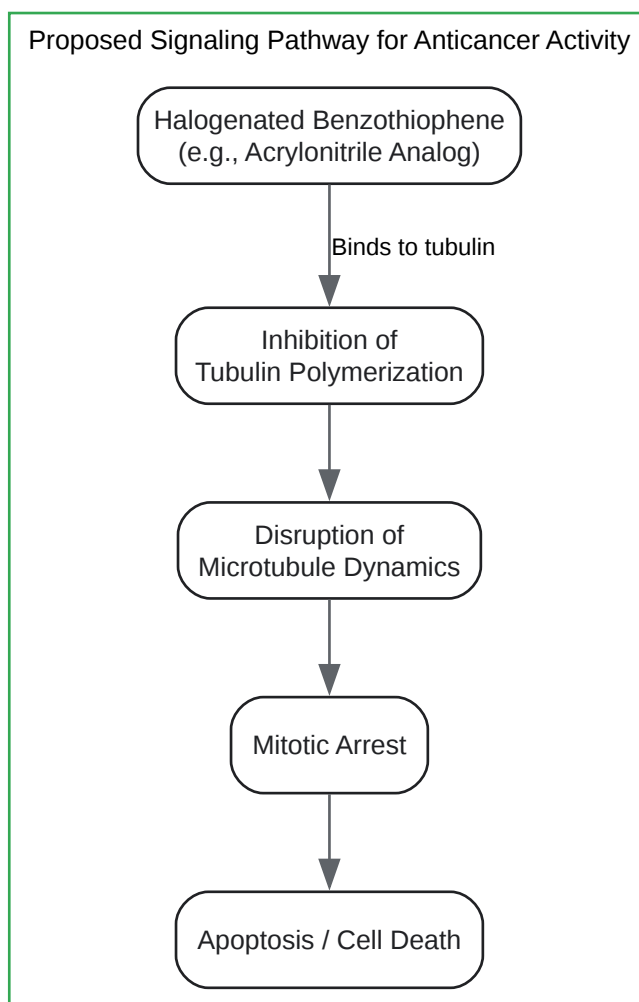 Proposed Signaling Pathway for Anticancer Activity
Halogenated Benzothiophene
(e.g., Acrylonitrile Analog)
Binds to tubulin
Inhibition of
Tubulin Polymerization
Disruption of
Microtubule Dynamics
Mitotic Arrest
Apoptosis / Cell Death